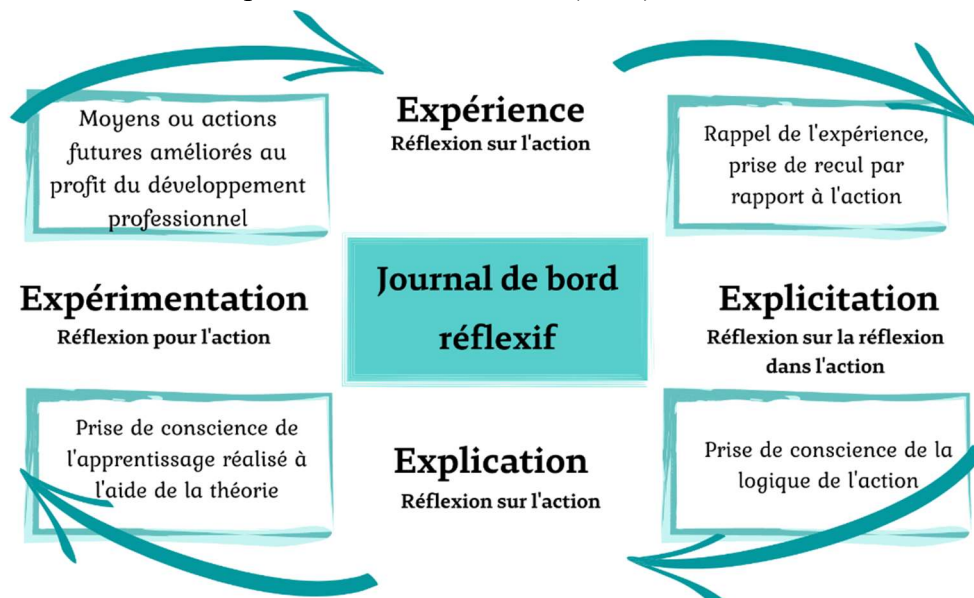 Expérience
Réflexion sur l'action
Moyens ou actions
futures améliorés au
profit du développement
professionnel
Rappel de l'expérience,
prise de recul par
rapport à l'action
Journal de bord
réflexif
Expérimentation
Réflexion pour l'action
Explicitation
Réflexion sur la réflexion
dans l'action
Prise de conscience de
l'apprentissage réalisé à
l'aide de la théorie
Explication
Réflexion sur l'action
Prise de conscience de la
logique de l'action